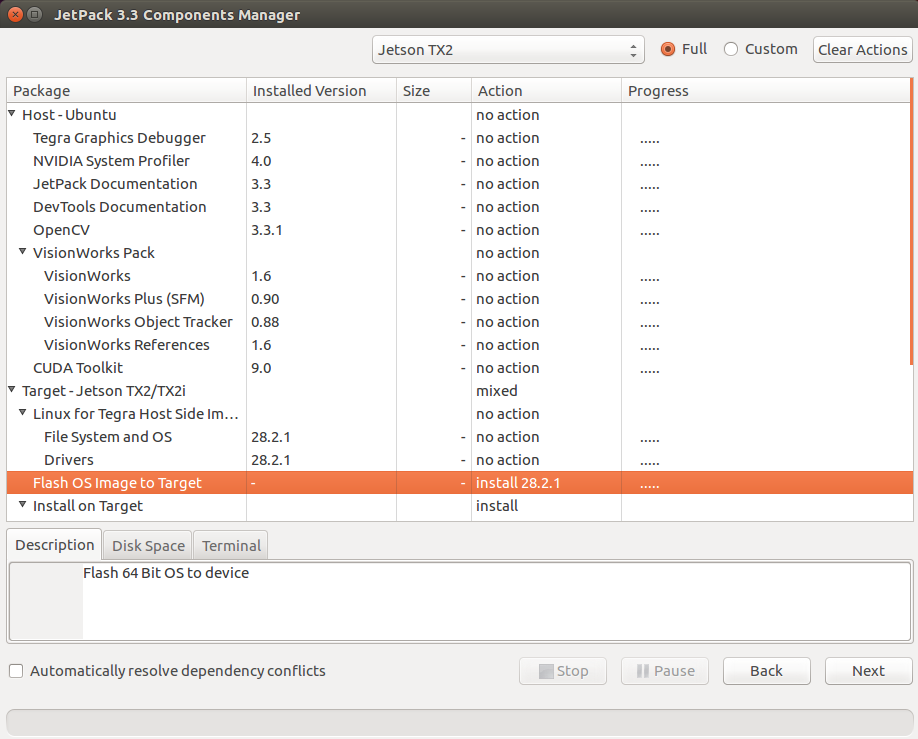 JetPack 3.3 Components Manager
Jetson TX2 Full Custom Clear Actions
Package Installed Version Size Action Progress
Host - Ubuntu no action
Tegra Graphics Debugger 2.5 - no action .....
NVIDIA System Profiler 4.0 - no action .....
JetPack Documentation 3.3 - no action .....
DevTools Documentation 3.3 - no action .....
OpenCV 3.3.1 - no action .....
VisionWorks Pack no action
VisionWorks 1.6 - no action .....
VisionWorks Plus (SFM) 0.90 - no action .....
VisionWorks Object Tracker 0.88 - no action .....
VisionWorks References 1.6 - no action .....
CUDA Toolkit 9.0 - no action .....
Target - Jetson TX2/TX2i mixed
Linux for Tegra Host Side Im... no action
File System and OS 28.2.1 - no action .....
Drivers 28.2.1 - no action .....
Flash OS Image to Target - - install 28.2.1 .....
Install on Target install
Description Disk Space Terminal
Flash 64 Bit OS to device
Automatically resolve dependency conflicts Stop Pause Back Next